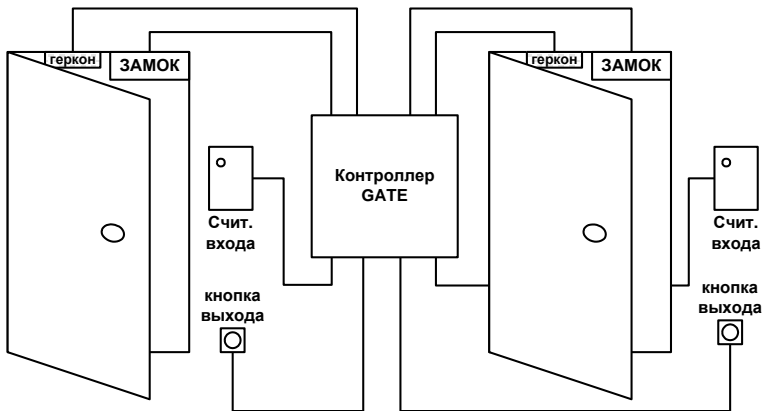 геркон
ЗАМОК
геркон
ЗАМОК
Контроллер
GATE
Счит.
входа
Счит.
входа
кнопка
выхода
кнопка
выхода